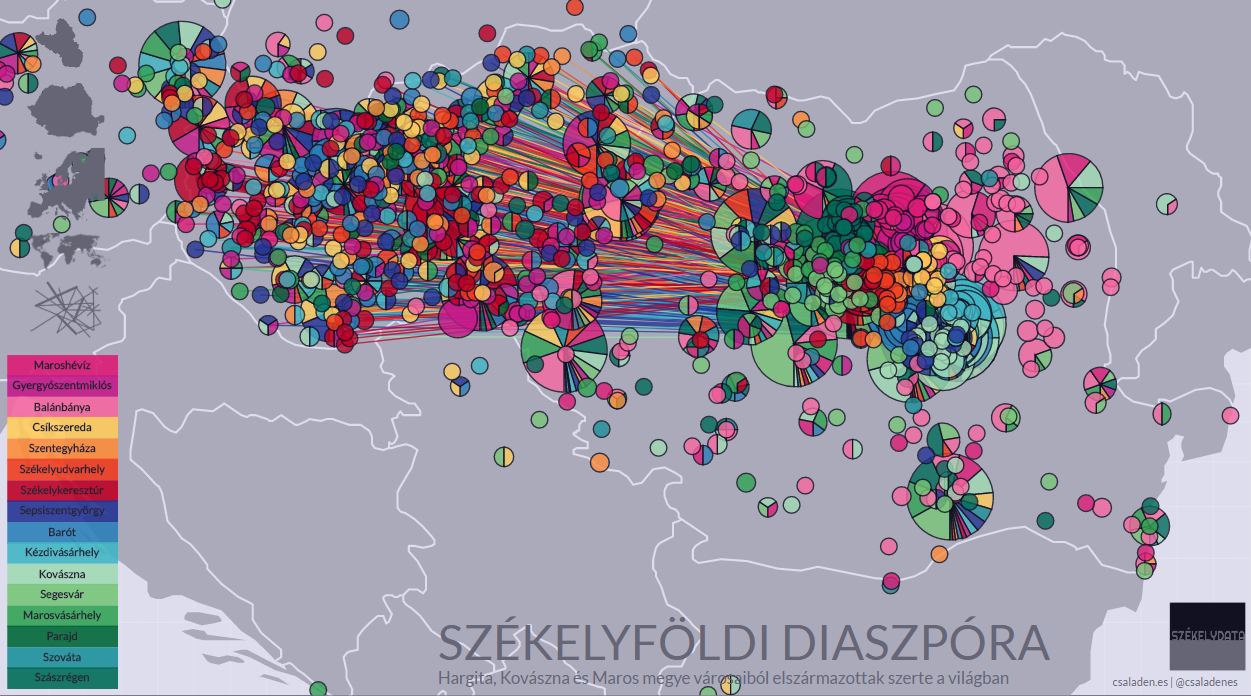 Maroshévíz
Gyergyószentmiklós
Balánbánya
Csíkszereda
Szentegyháza
Székelyudvarhely
Székelykeresztúr
Sepsiszentgyörgy
Barót
Kézdivásárhely
Kovászna
Segesvár
Marosvásárhely
Parajd
Szováta
Szászrégen
SZÉKELYFÖLDI DIASZPÓRA
Hargita, Kovászna és Maros megye városaiból elszármazottak szerte a világban
SZÉKELYDATA
csaladen.es | @csaladenes